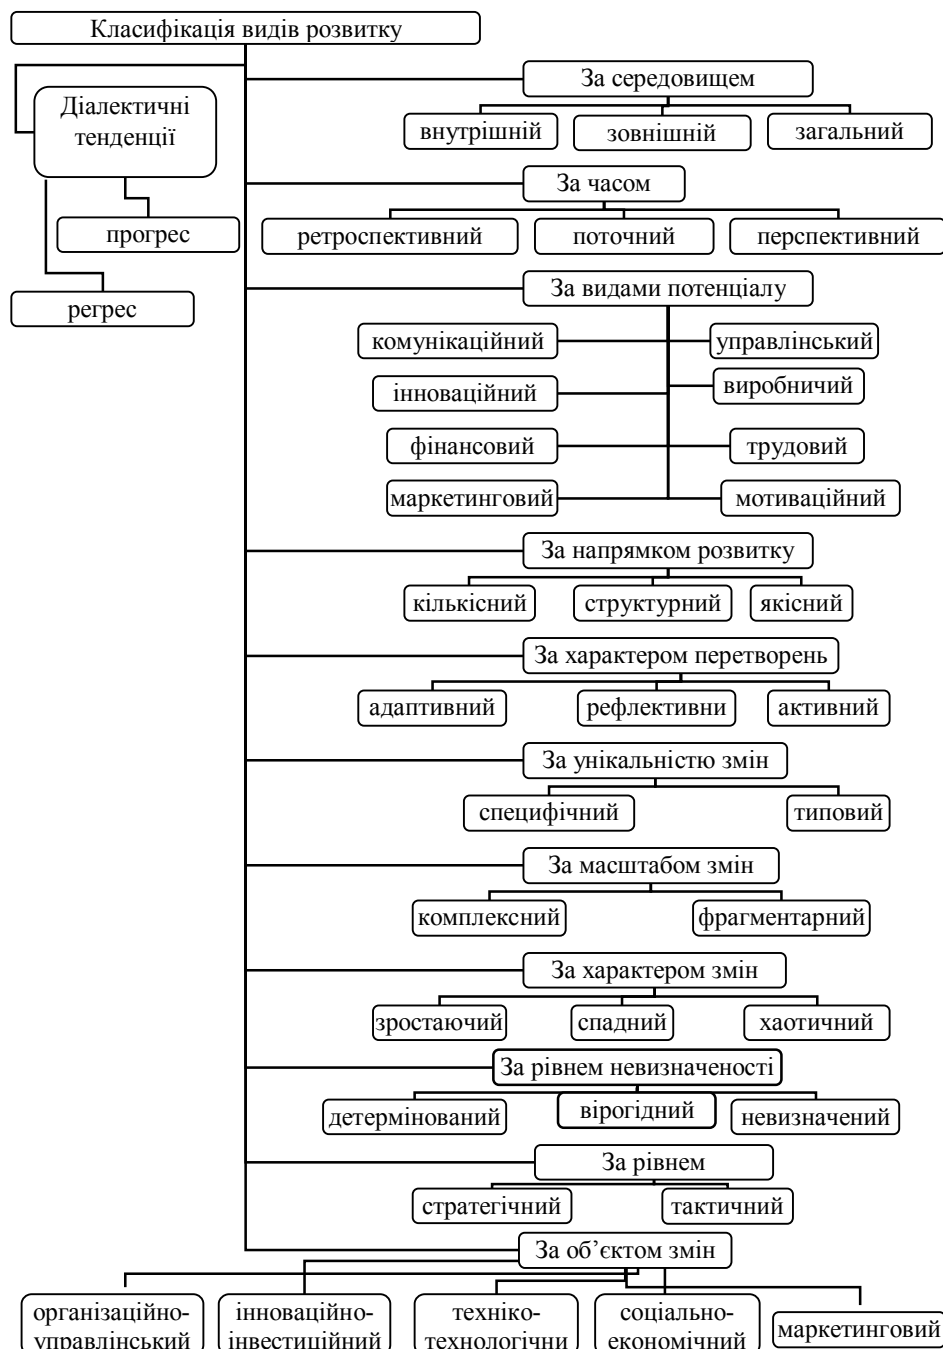 Класифікація видів розвитку
За середовищем
Діалектичні
тенденції
внутрішній зовнішній загальний
За часом
прогрес
ретроспективний поточний перспективний
регрес
За видами потенціалу
комунікаційний управлінський
інноваційний виробничий
фінансовий трудовий
маркетинговий мотиваційний
За напрямком розвитку
кількісний структурний якісний
За характером перетворень
адаптивний рефлективни активний
За унікальністю змін
специфічний типовий
За масштабом змін
комплексний фрагментарний
За характером змін
зростаючий спадний хаотичний
За рівнем невизначеності
детермінований вірогідний невизначений
За рівнем
стратегічний тактичний
За об’єктом змін
організаційно-
управлінський
інноваційно-
інвестиційний
техніко-
технологічни
соціально-
економічний
маркетинговий